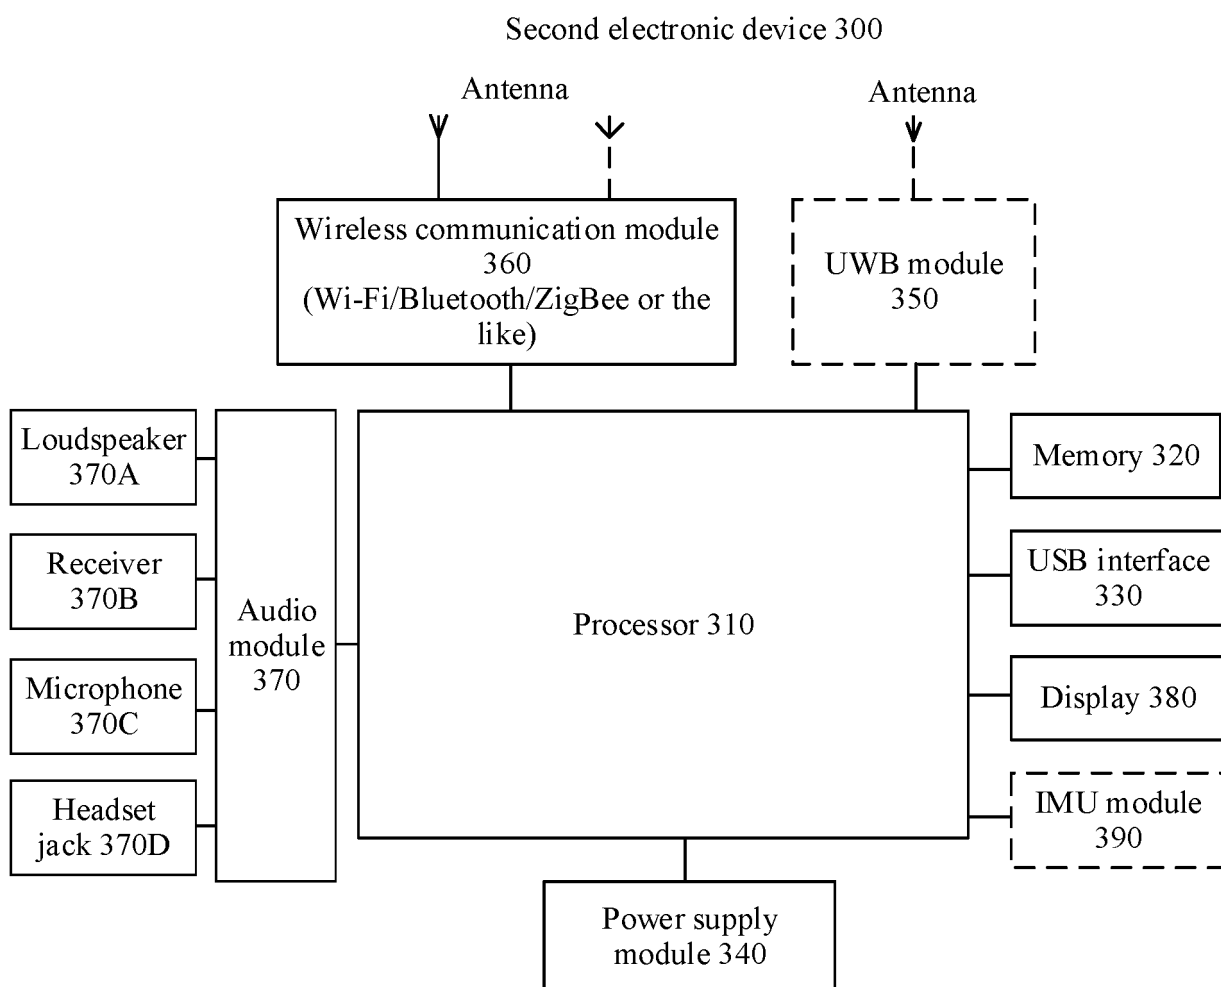 Second electronic device 300
Antenna
Antenna
Wireless communication module
360
(Wi-Fi/Bluetooth/ZigBee or the
like)
UWB module
350
Loudspeaker
370A
Receiver
370B
Microphone
370C
Headset
jack 370D
Audio
module
370
Processor 310
Memory 320
USB interface
330
Display 380
IMU module
390
Power supply
module 340